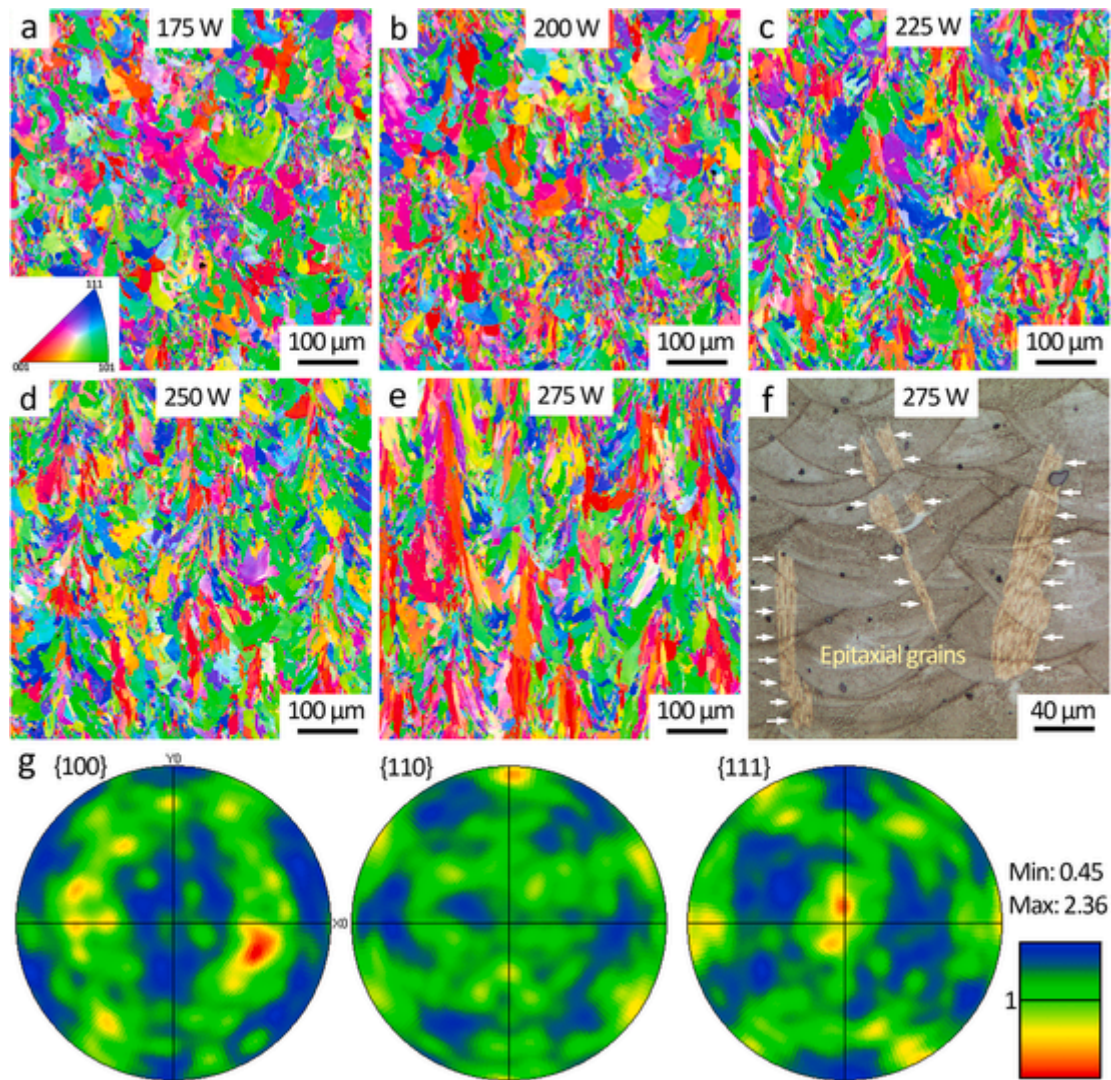 a 175 W
b 200 W
c 225 W
111
001 101
100 µm
100 µm
100 µm
d 250 W
e 275 W
f 275 W
Epitaxial grains
100 µm
100 µm
40 µm
g {100} Y0 {110} {111}
X0
Min: 0.45
Max: 2.36
1